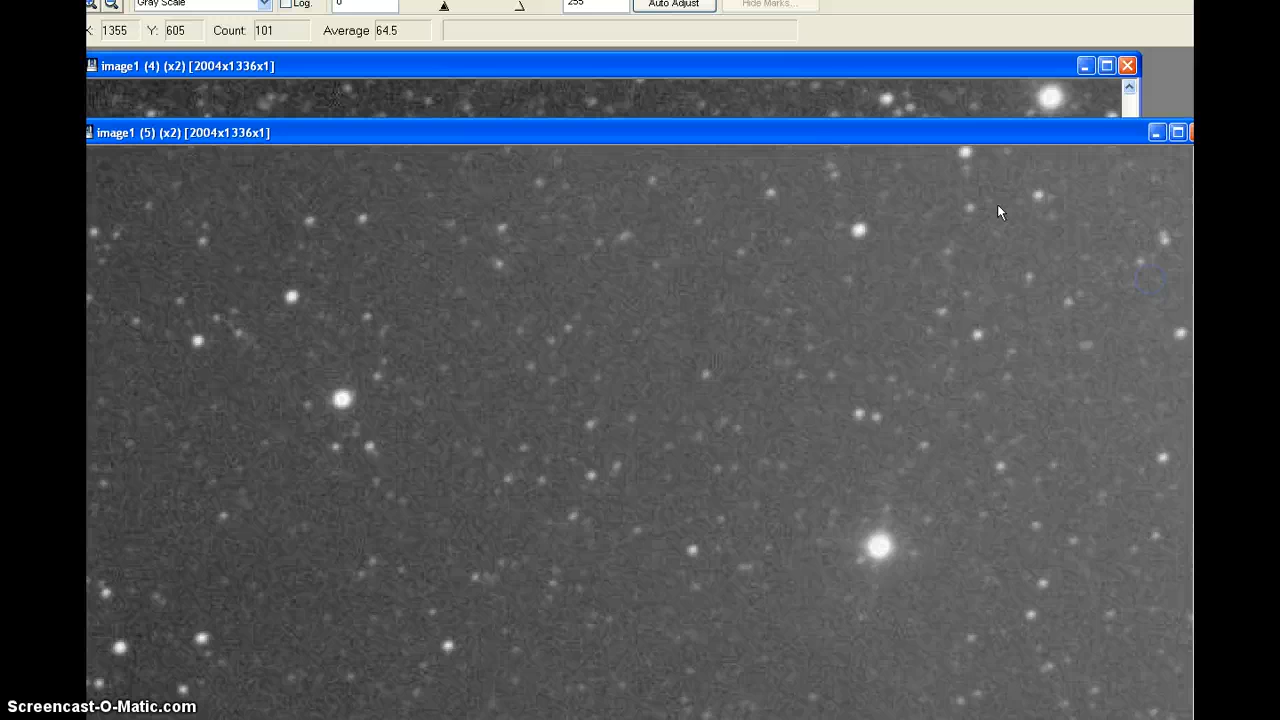 Gray Scale Log. 0 255 Auto Adjust Hide Marks...
X: 1355 Y: 605 Count: 101 Average 64.5
image1 (4) (x2) [2004x1336x1]
image1 (5) (x2) [2004x1336x1]
Screencast-O-Matic.com